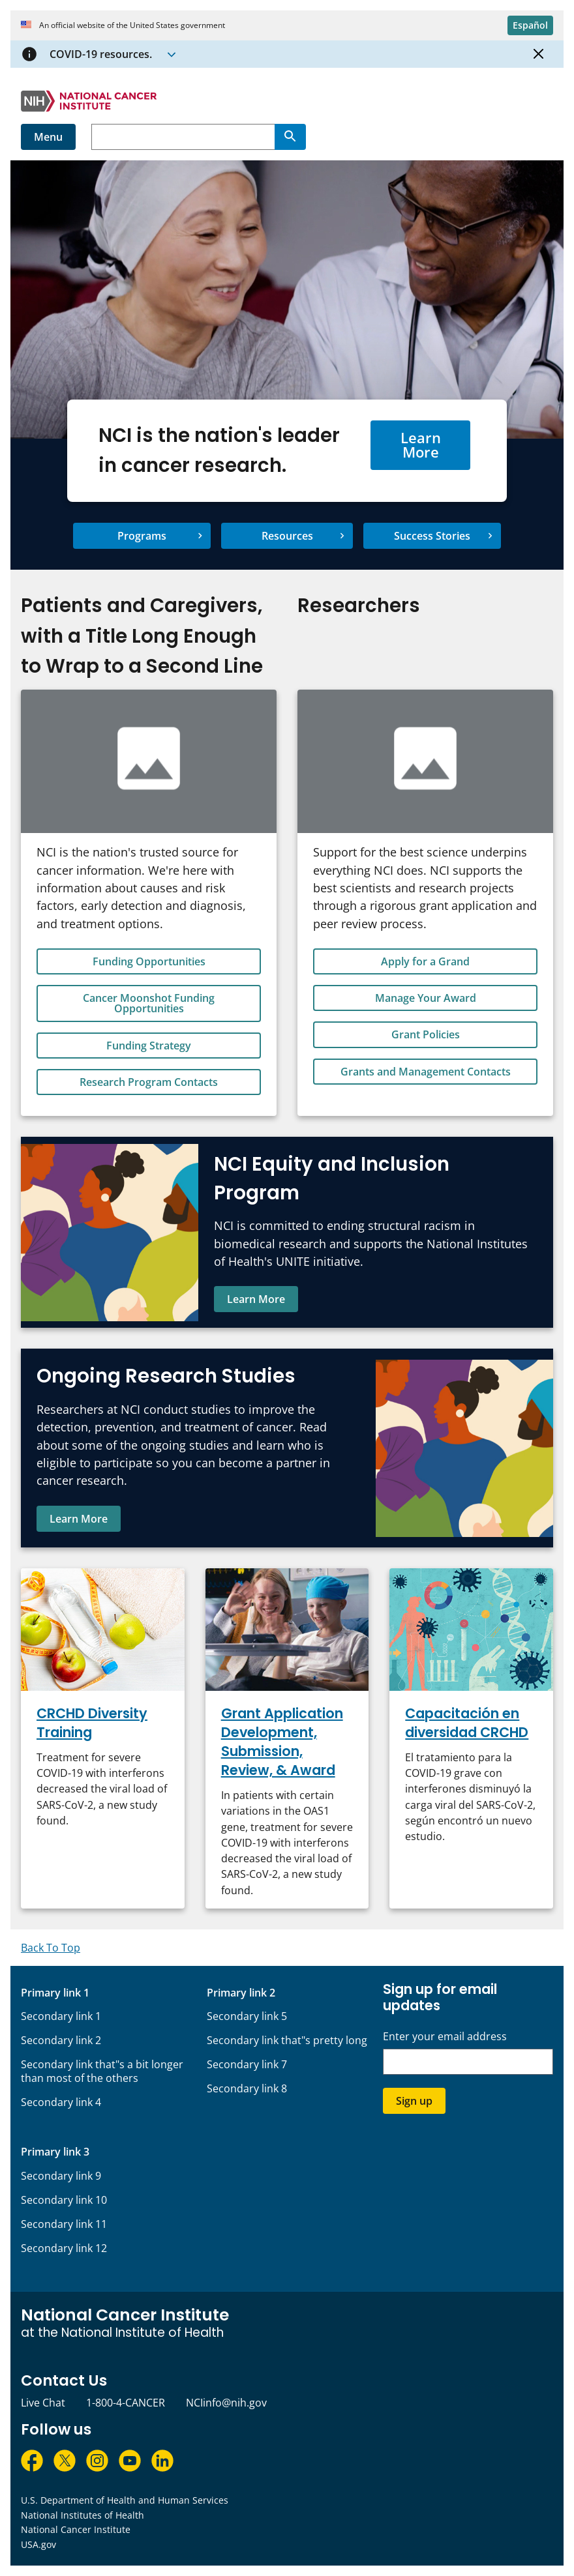 An official website of the United States government
Español
COVID-19 resources.
NIH NATIONAL CANCER
INSTITUTE
Menu
NCI is the nation's leader
in cancer research.
Learn
More
Programs
Resources
Success Stories
Patients and Caregivers,
with a Title Long Enough
to Wrap to a Second Line
NCI is the nation's trusted source for
cancer information. We're here with
information about causes and risk
factors, early detection and diagnosis,
and treatment options.
Funding Opportunities
Cancer Moonshot Funding
Opportunities
Funding Strategy
Research Program Contacts
Researchers
Support for the best science underpins
everything NCI does. NCI supports the
best scientists and research projects
through a rigorous grant application and
peer review process.
Apply for a Grand
Manage Your Award
Grant Policies
Grants and Management Contacts
NCI Equity and Inclusion
Program
NCI is committed to ending structural racism in
biomedical research and supports the National Institutes
of Health's UNITE initiative.
Learn More
Ongoing Research Studies
Researchers at NCI conduct studies to improve the
detection, prevention, and treatment of cancer. Read
about some of the ongoing studies and learn who is
eligible to participate so you can become a partner in
cancer research.
Learn More
CRCHD Diversity
Training
Treatment for severe
COVID-19 with interferons
decreased the viral load of
SARS-CoV-2, a new study
found.
Grant Application
Development,
Submission,
Review, & Award
In patients with certain
variations in the OAS1
gene, treatment for severe
COVID-19 with interferons
decreased the viral load of
SARS-CoV-2, a new study
found.
Capacitación en
diversidad CRCHD
El tratamiento para la
COVID-19 grave con
interferones disminuyó la
carga viral del SARS-CoV-2,
según encontró un nuevo
estudio.
Back To Top
Primary link 1
Secondary link 1
Secondary link 2
Secondary link that"s a bit longer
than most of the others
Secondary link 4
Primary link 2
Secondary link 5
Secondary link that"s pretty long
Secondary link 7
Secondary link 8
Primary link 3
Secondary link 9
Secondary link 10
Secondary link 11
Secondary link 12
Sign up for email
updates
Enter your email address
Sign up
National Cancer Institute
at the National Institute of Health
Contact Us
Live Chat
1-800-4-CANCER
NCIinfo@nih.gov
Follow us
U.S. Department of Health and Human Services
National Institutes of Health
National Cancer Institute
USA.gov